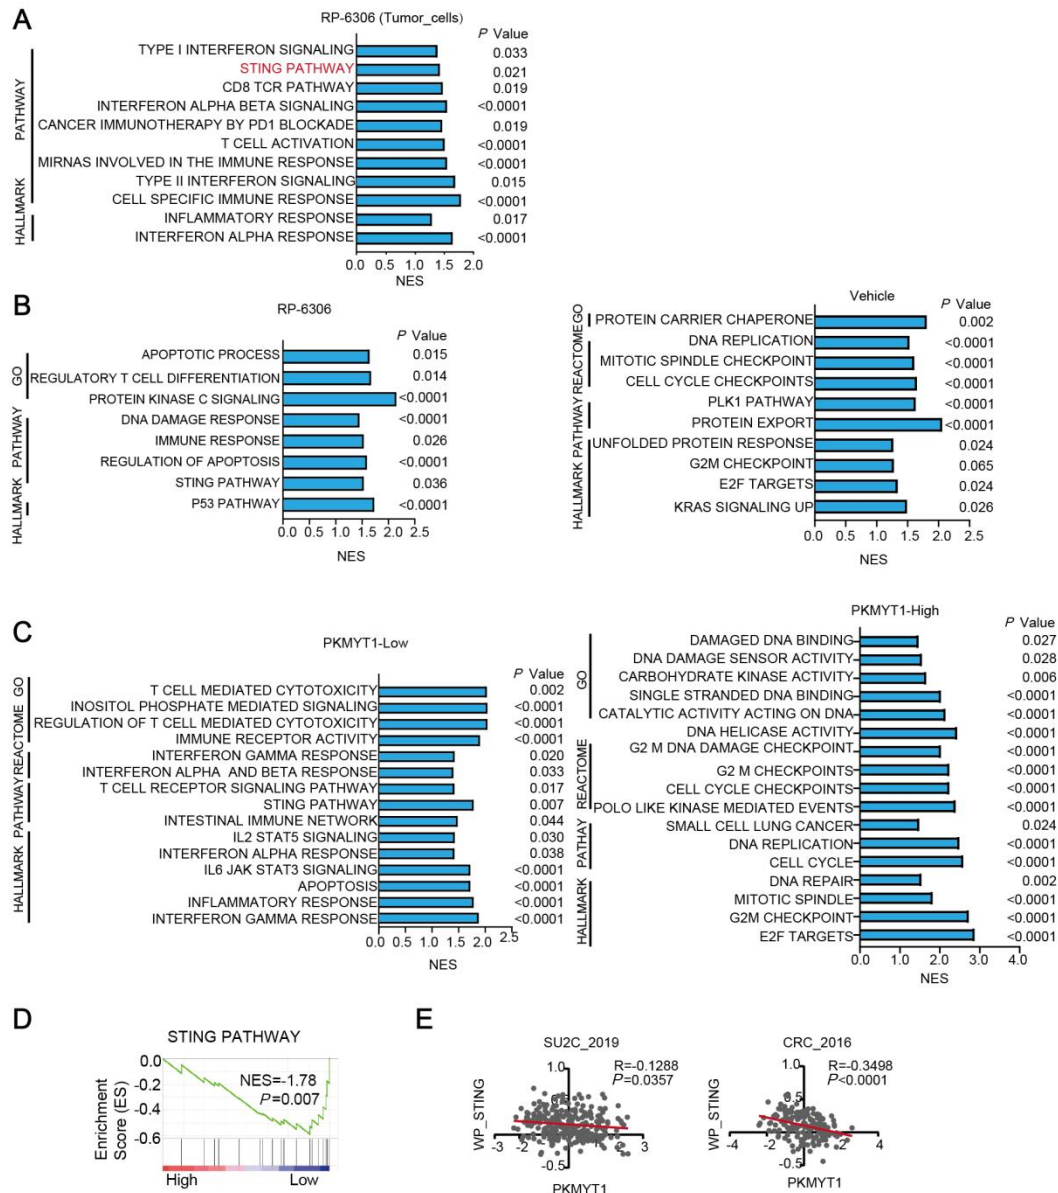 A
RP-6306 (Tumor_cells)
P Value
TYPE I INTERFERON SIGNALING 0.033
STING PATHWAY 0.021
CD8 TCR PATHWAY 0.019
INTERFERON ALPHA BETA SIGNALING <0.0001
CANCER IMMUNOTHERAPY BY PD1 BLOCKADE 0.019
T CELL ACTIVATION <0.0001
MIRNAS INVOLVED IN THE IMMUNE RESPONSE <0.0001
TYPE II INTERFERON SIGNALING 0.015
CELL SPECIFIC IMMUNE RESPONSE <0.0001
INFLAMMATORY RESPONSE 0.017
INTERFERON ALPHA RESPONSE <0.0001
PATHWAY
HALLMARK
0.0 0.5 1.0 1.5 2.0
NES
B
RP-6306
P Value
APOPTOTIC PROCESS 0.015
REGULATORY T CELL DIFFERENTIATION 0.014
PROTEIN KINASE C SIGNALING <0.0001
DNA DAMAGE RESPONSE <0.0001
IMMUNE RESPONSE 0.026
REGULATION OF APOPTOSIS <0.0001
STING PATHWAY 0.036
P53 PATHWAY <0.0001
GO
PATHWAY
HALLMARK
0.0 0.5 1.0 1.5 2.0 2.5
NES
Vehicle
P Value
PROTEIN CARRIER CHAPERONE 0.002
DNA REPLICATION <0.0001
MITOTIC SPINDLE CHECKPOINT <0.0001
CELL CYCLE CHECKPOINTS <0.0001
PLK1 PATHWAY <0.0001
PROTEIN EXPORT <0.0001
UNFOLDED PROTEIN RESPONSE 0.024
G2M CHECKPOINT 0.065
E2F TARGETS 0.024
KRAS SIGNALING UP 0.026
GO
REACTOME
PATHWAY
HALLMARK
0.0 0.5 1.0 1.5 2.0 2.5
NES
C
PKMYT1-Low
P Value
T CELL MEDIATED CYTOTOXICITY 0.002
INOSITOL PHOSPHATE MEDIATED SIGNALING <0.0001
REGULATION OF T CELL MEDIATED CYTOTOXICITY <0.0001
IMMUNE RECEPTOR ACTIVITY <0.0001
INTERFERON GAMMA RESPONSE 0.020
INTERFERON ALPHA AND BETA RESPONSE 0.033
T CELL RECEPTOR SIGNALING PATHWAY 0.017
STING PATHWAY 0.007
INTESTINAL IMMUNE NETWORK 0.044
IL2 STAT5 SIGNALING 0.030
INTERFERON ALPHA RESPONSE 0.038
IL6 JAK STAT3 SIGNALING <0.0001
APOPTOSIS <0.0001
INFLAMMATORY RESPONSE <0.0001
INTERFERON GAMMA RESPONSE <0.0001
GO
REACTOME
PATHWAY
HALLMARK
0.0 0.5 1.0 1.5 2.0 2.5
NES
PKMYT1-High
P Value
DAMAGED DNA BINDING 0.027
DNA DAMAGE SENSOR ACTIVITY 0.028
CARBOHYDRATE KINASE ACTIVITY 0.006
SINGLE STRANDED DNA BINDING <0.0001
CATALYTIC ACTIVITY ACTING ON DNA <0.0001
DNA HELICASE ACTIVITY <0.0001
G2 M DNA DAMAGE CHECKPOINT <0.0001
G2 M CHECKPOINTS <0.0001
CELL CYCLE CHECKPOINTS <0.0001
POLO LIKE KINASE MEDIATED EVENTS <0.0001
SMALL CELL LUNG CANCER 0.024
DNA REPLICATION <0.0001
CELL CYCLE <0.0001
DNA REPAIR 0.002
MITOTIC SPINDLE <0.0001
G2M CHECKPOINT <0.0001
E2F TARGETS <0.0001
GO
REACTOME
PATHAY
HALLMARK
0.0 1.0 2.0 3.0 4.0
NES
D
STING PATHWAY
NES=-1.78
P=0.007
Enrichment
Score (ES)
0.0
-0.2
-0.4
-0.6
High Low
E
SU2C_2019
R=-0.1288
P=0.0357
WP_STING
1.0
-0.5
-3 -2 2 3
PKMYT1
CRC_2016
R=-0.3498
P<0.0001
WP_STING
1.0
0.5
-0.5
-4 -2 2 4
PKMYT1